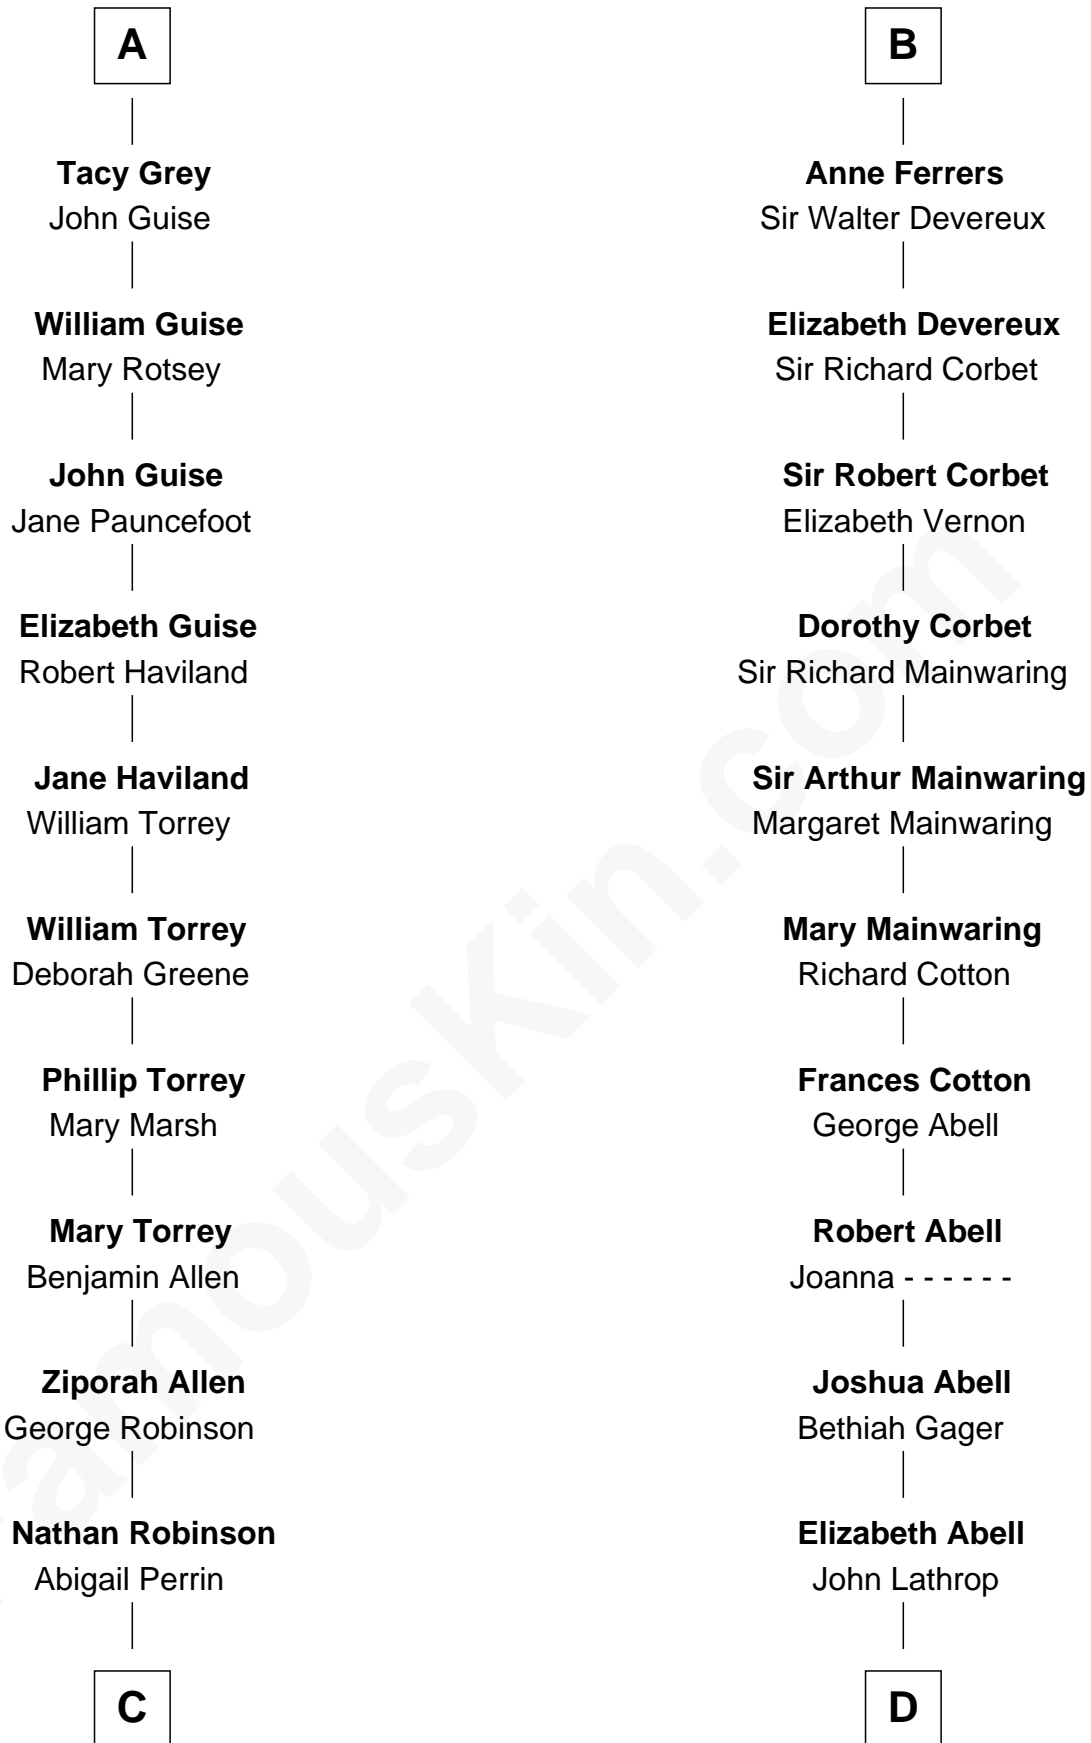 A
Tacy Grey
John Guise
William Guise
Mary Rotsey
John Guise
Jane Pauncefoot
Elizabeth Guise
Robert Haviland
Jane Haviland
William Torrey
William Torrey
Deborah Greene
Phillip Torrey
Mary Marsh
Mary Torrey
Benjamin Allen
Ziporah Allen
George Robinson
Nathan Robinson
Abigail Perrin
C
B
Anne Ferrers
Sir Walter Devereux
Elizabeth Devereux
Sir Richard Corbet
Sir Robert Corbet
Elizabeth Vernon
Dorothy Corbet
Sir Richard Mainwaring
Sir Arthur Mainwaring
Margaret Mainwaring
Mary Mainwaring
Richard Cotton
Frances Cotton
George Abell
Robert Abell
Joanna - - - - - -
Joshua Abell
Bethiah Gager
Elizabeth Abell
John Lathrop
D
FamousKin.com